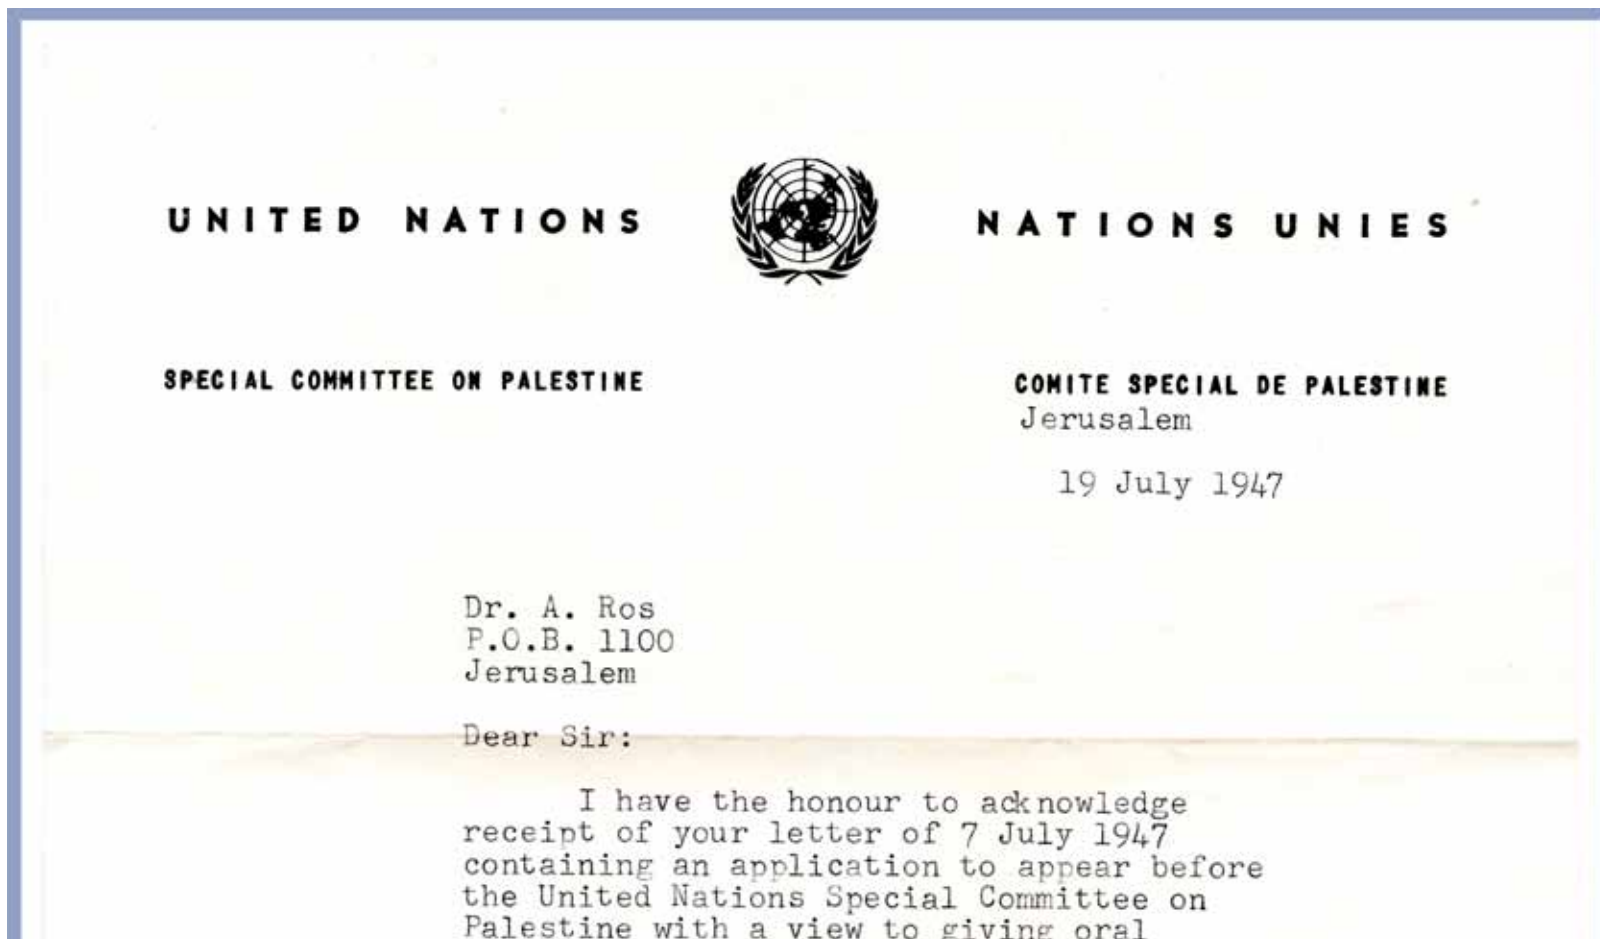 UNITED NATIONS NATIONS UNIES
SPECIAL COMMITTEE ON PALESTINE
COMITE SPECIAL DE PALESTINE
Jerusalem
19 July 1947
Dr. A. Ros
P.O.B. 1100
Jerusalem
Dear Sir:
I have the honour to acknowledge
receipt of your letter of 7 July 1947
containing an application to appear before
the United Nations Special Committee on
Palestine with a view to giving oral